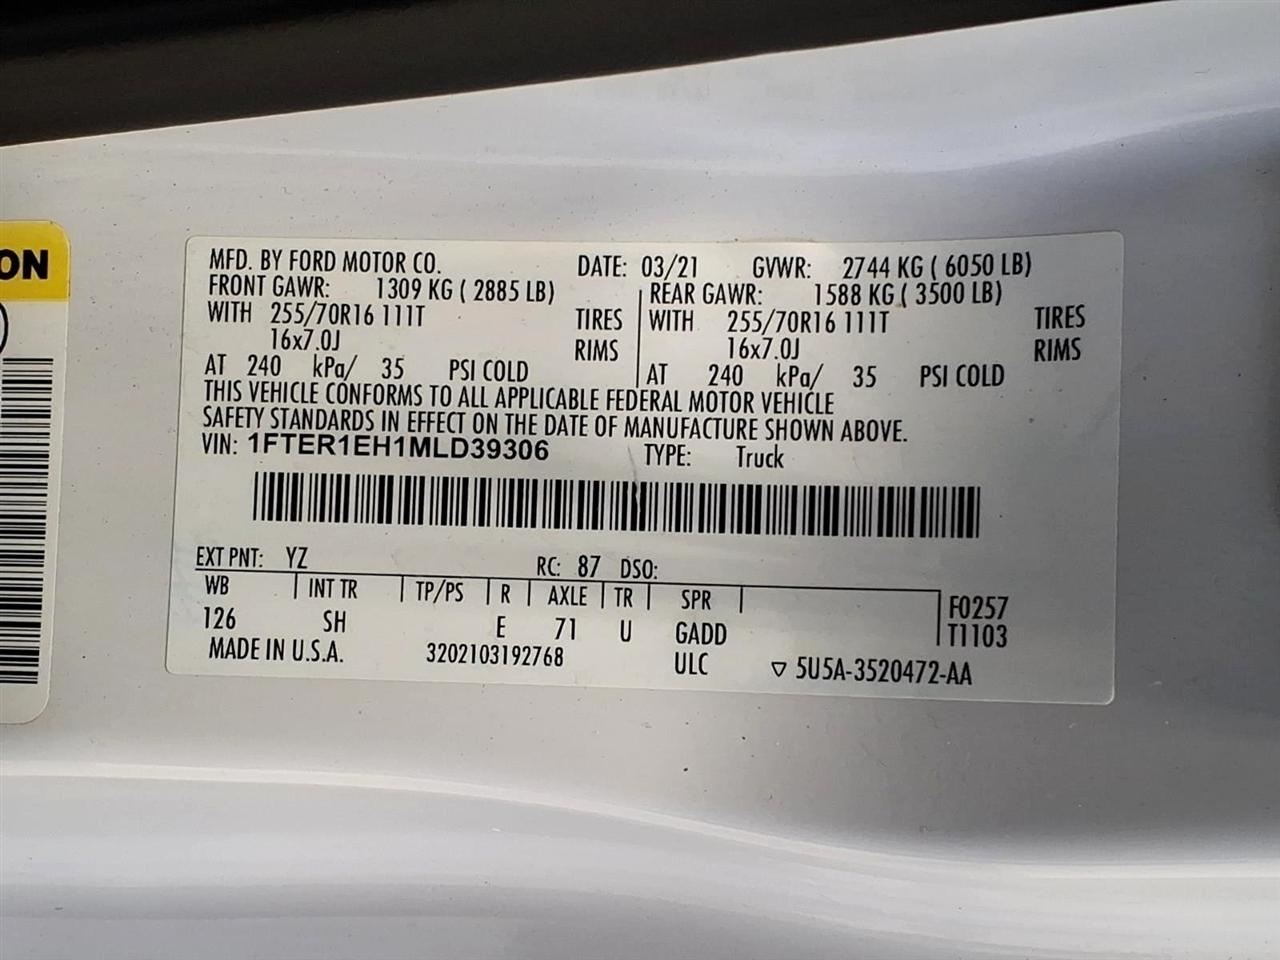 ON
MFD. BY FORD MOTOR CO. DATE: 03/21 GVWR: 2744 KG ( 6050 LB)
FRONT GAWR: 1309 KG ( 2885 LB) REAR GAWR: 1588 KG ( 3500 LB)
WITH 255/70R16 111T TIRES WITH 255/70R16 111T TIRES
16x7.0J RIMS 16x7.0J RIMS
AT 240 kPa/ 35 PSI COLD AT 240 kPa/ 35 PSI COLD
THIS VEHICLE CONFORMS TO ALL APPLICABLE FEDERAL MOTOR VEHICLE
SAFETY STANDARDS IN EFFECT ON THE DATE OF MANUFACTURE SHOWN ABOVE.
VIN: 1FTER1EH1MLD39306 TYPE: Truck
EXT PNT: YZ RC: 87 DSO:
WB INT TR TP/PS R AXLE TR SPR F0257
126 SH E 71 U GADD T1103
MADE IN U.S.A. 3202103192768 ULC ▽ 5U5A-3520472-AA